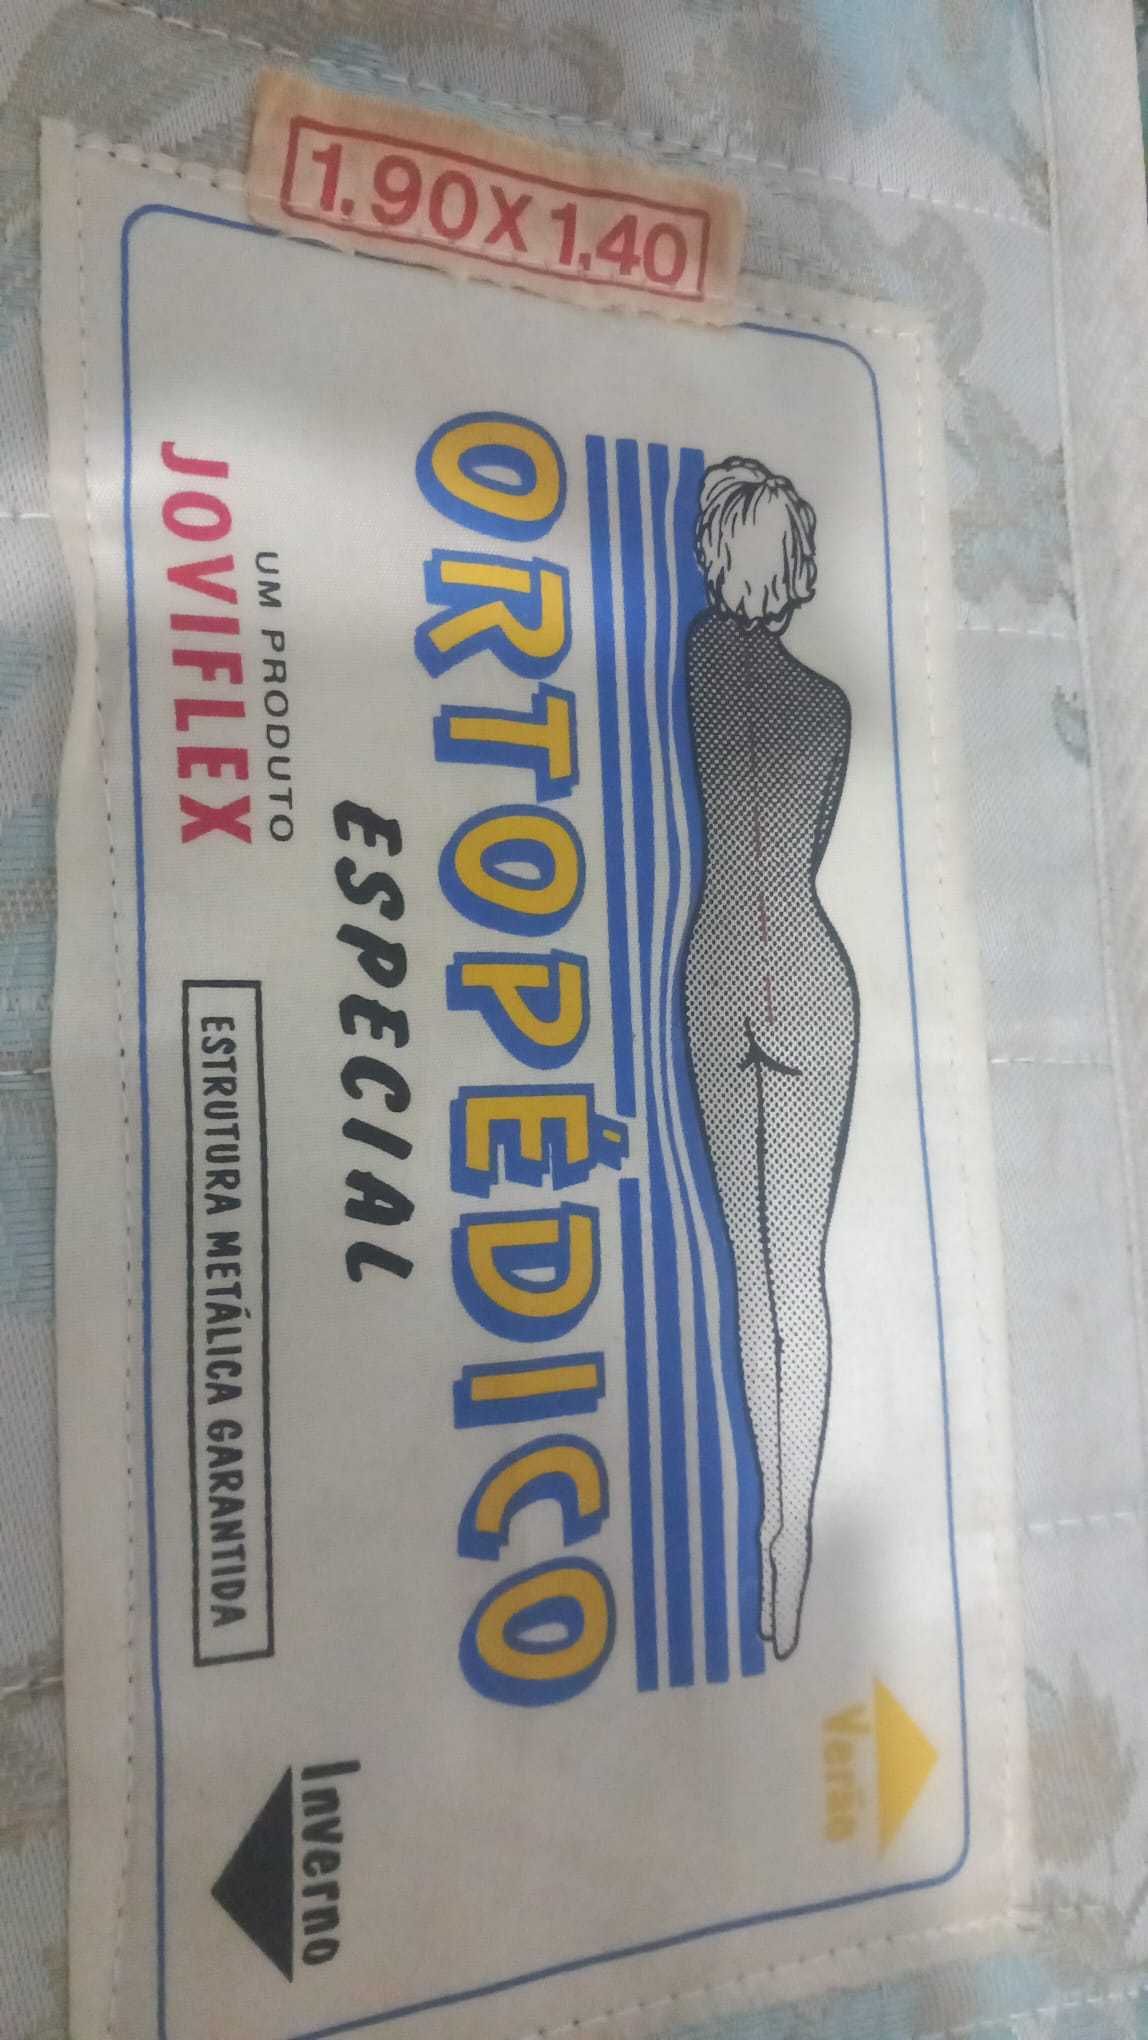 1.90X1.40
Verão
ORTOPÉDICO
ESPECIAL
UM PRODUTO
JOVIFLEX
ESTRUTURA METÁLICA GARANTIDA
Inverno